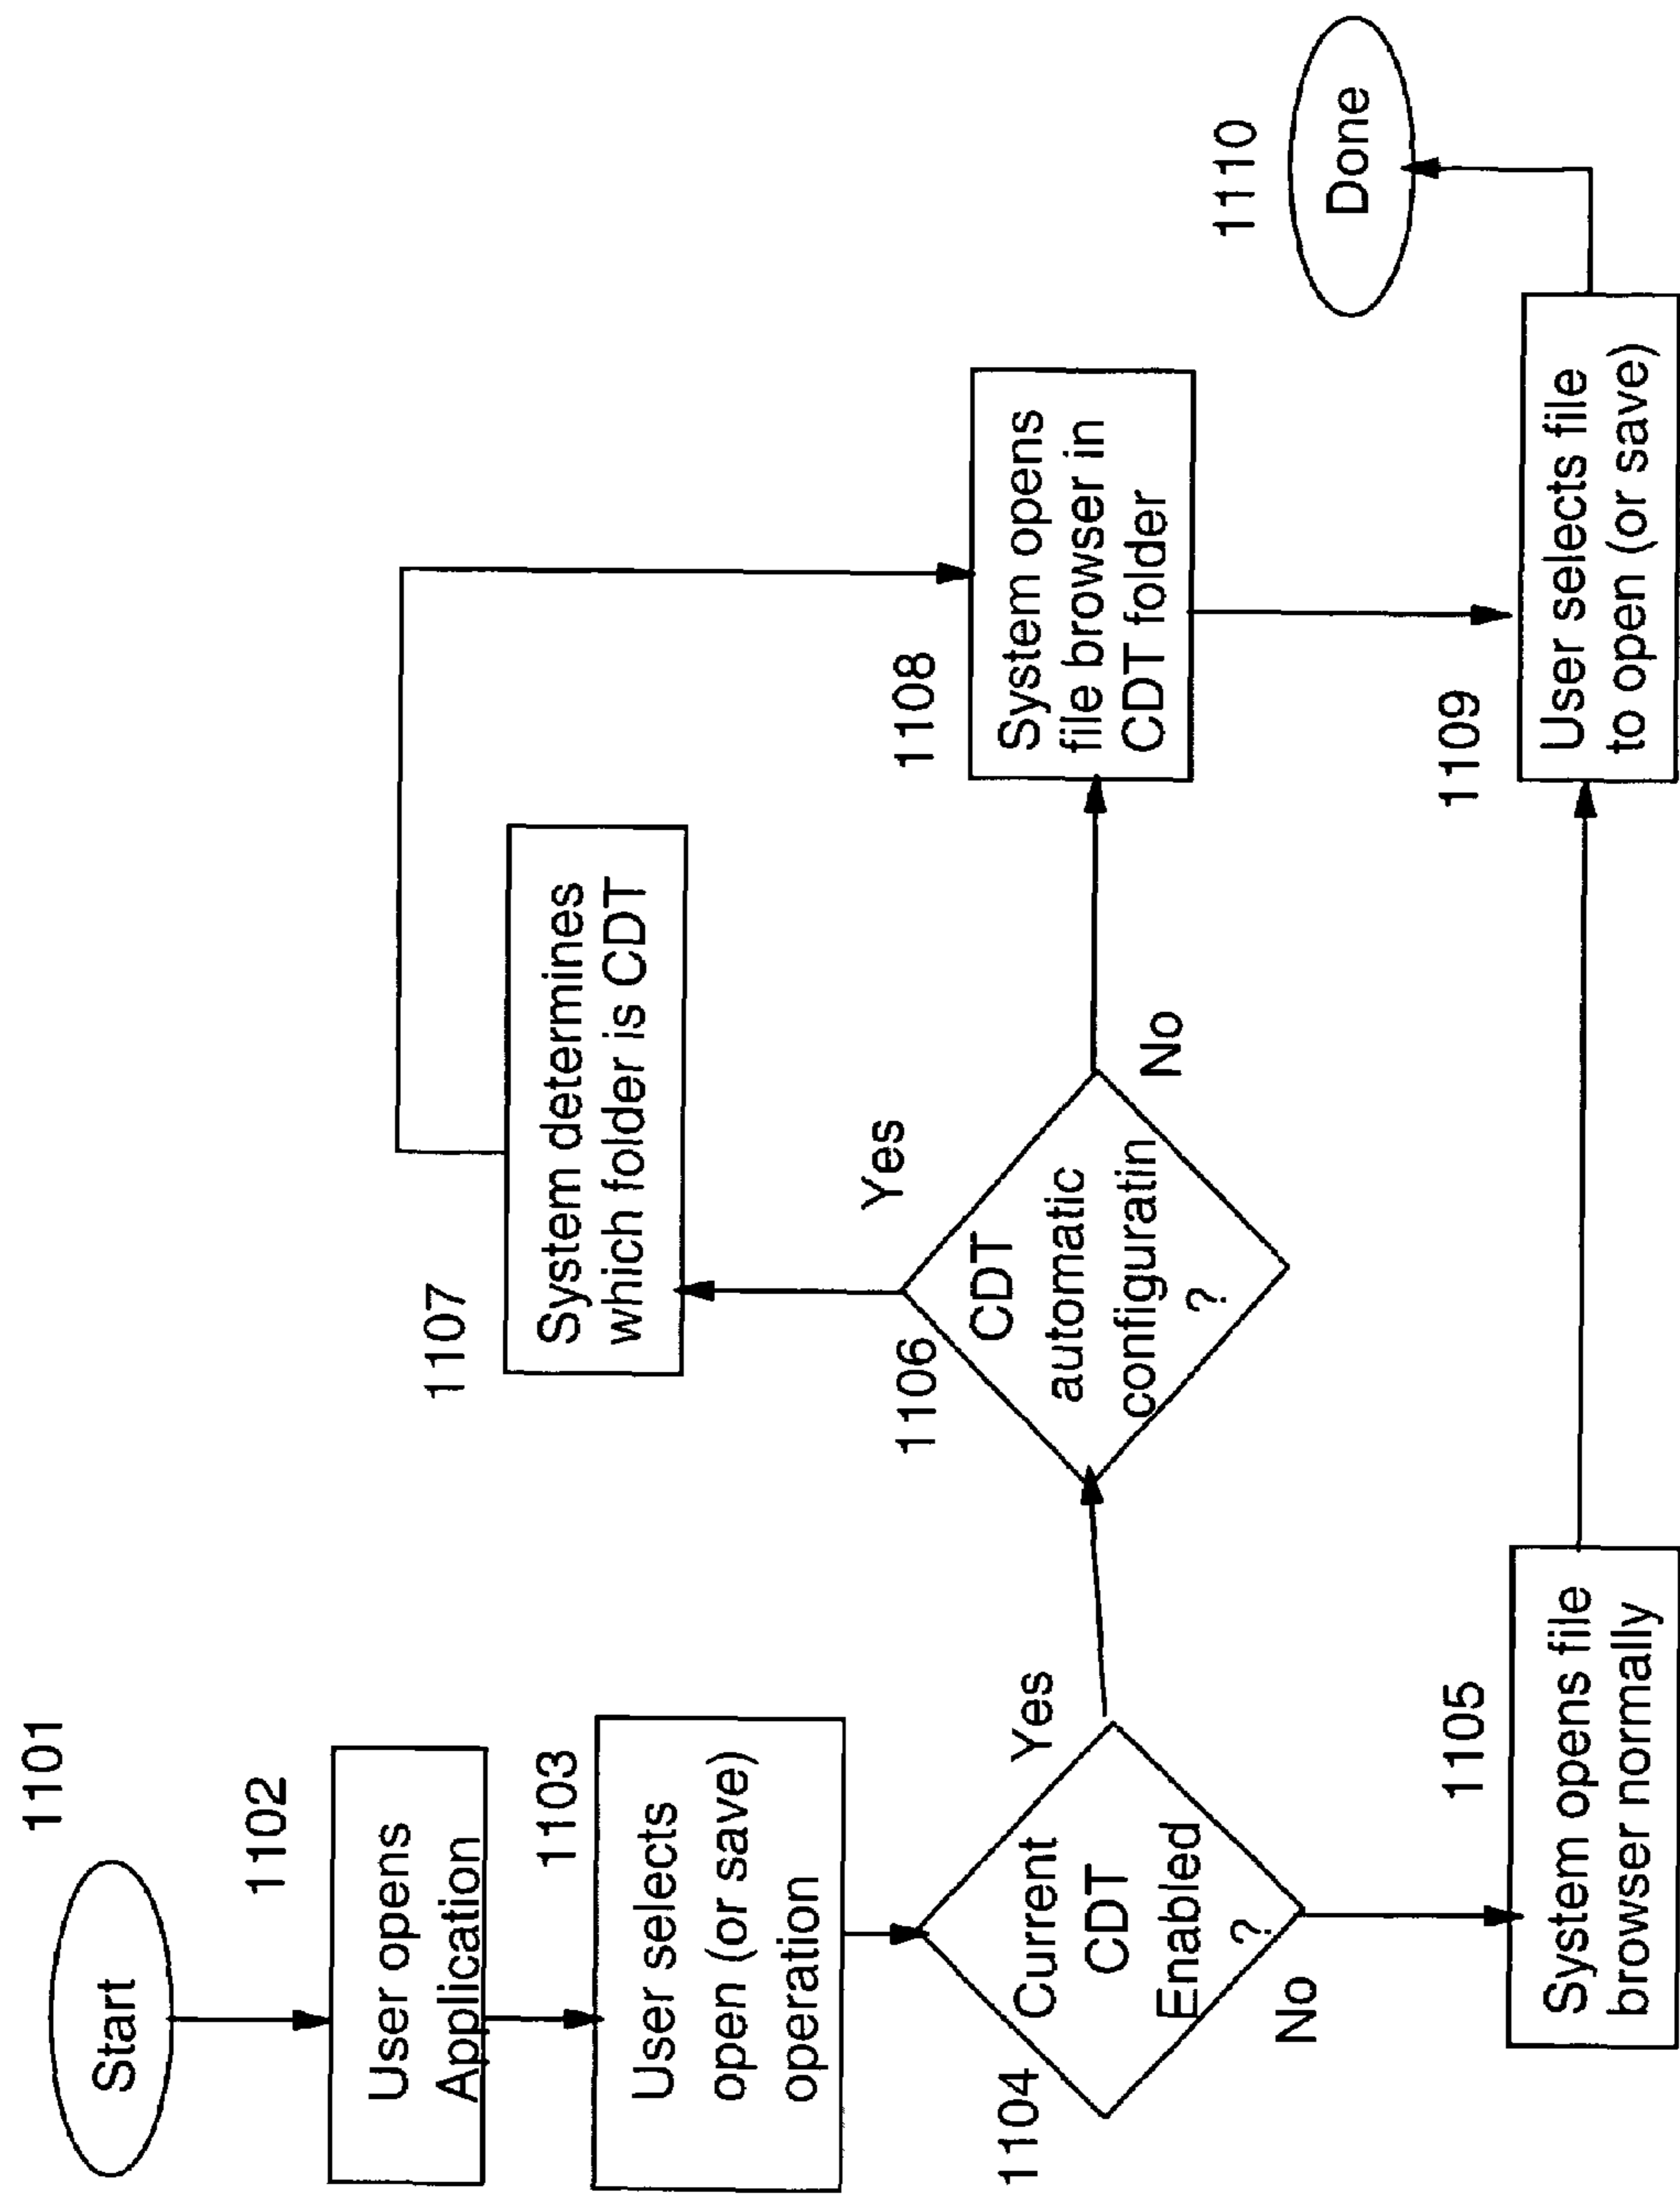 1101
Start
1102
User opens
Application
1103
User selects
open (or save)
operation
1104
Current
CDT
Enabled
?
Yes
No
1105
System opens file
browser normally
1106
CDT
automatic
configuratin
?
Yes
No
1107
System determines
which folder is CDT
1108
System opens
file browser in
CDT folder
1109
User selects file
to open (or save)
1110
Done